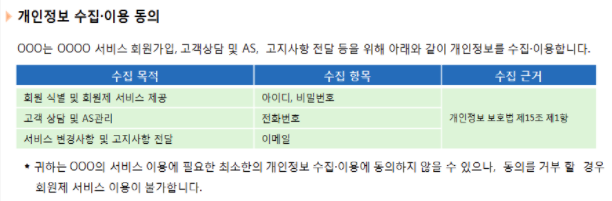 개인정보 수집·이용 동의
OOO는 OOOO 서비스 회원가입, 고객상담 및 AS, 고지사항 전달 등을 위해 아래와 같이 개인정보를 수집·이용합니다.
수집 목적 수집 항목 수집 근거
회원 식별 및 회원제 서비스 제공 아이디, 비밀번호
고객 상담 및 AS관리 전화번호 개인정보 보호법 제15조 제1항
서비스 변경사항 및 고지사항 전달 이메일
* 귀하는 OOO의 서비스 이용에 필요한 최소한의 개인정보 수집·이용에 동의하지 않을 수 있으나, 동의를 거부 할 경우
회원제 서비스 이용이 불가합니다.